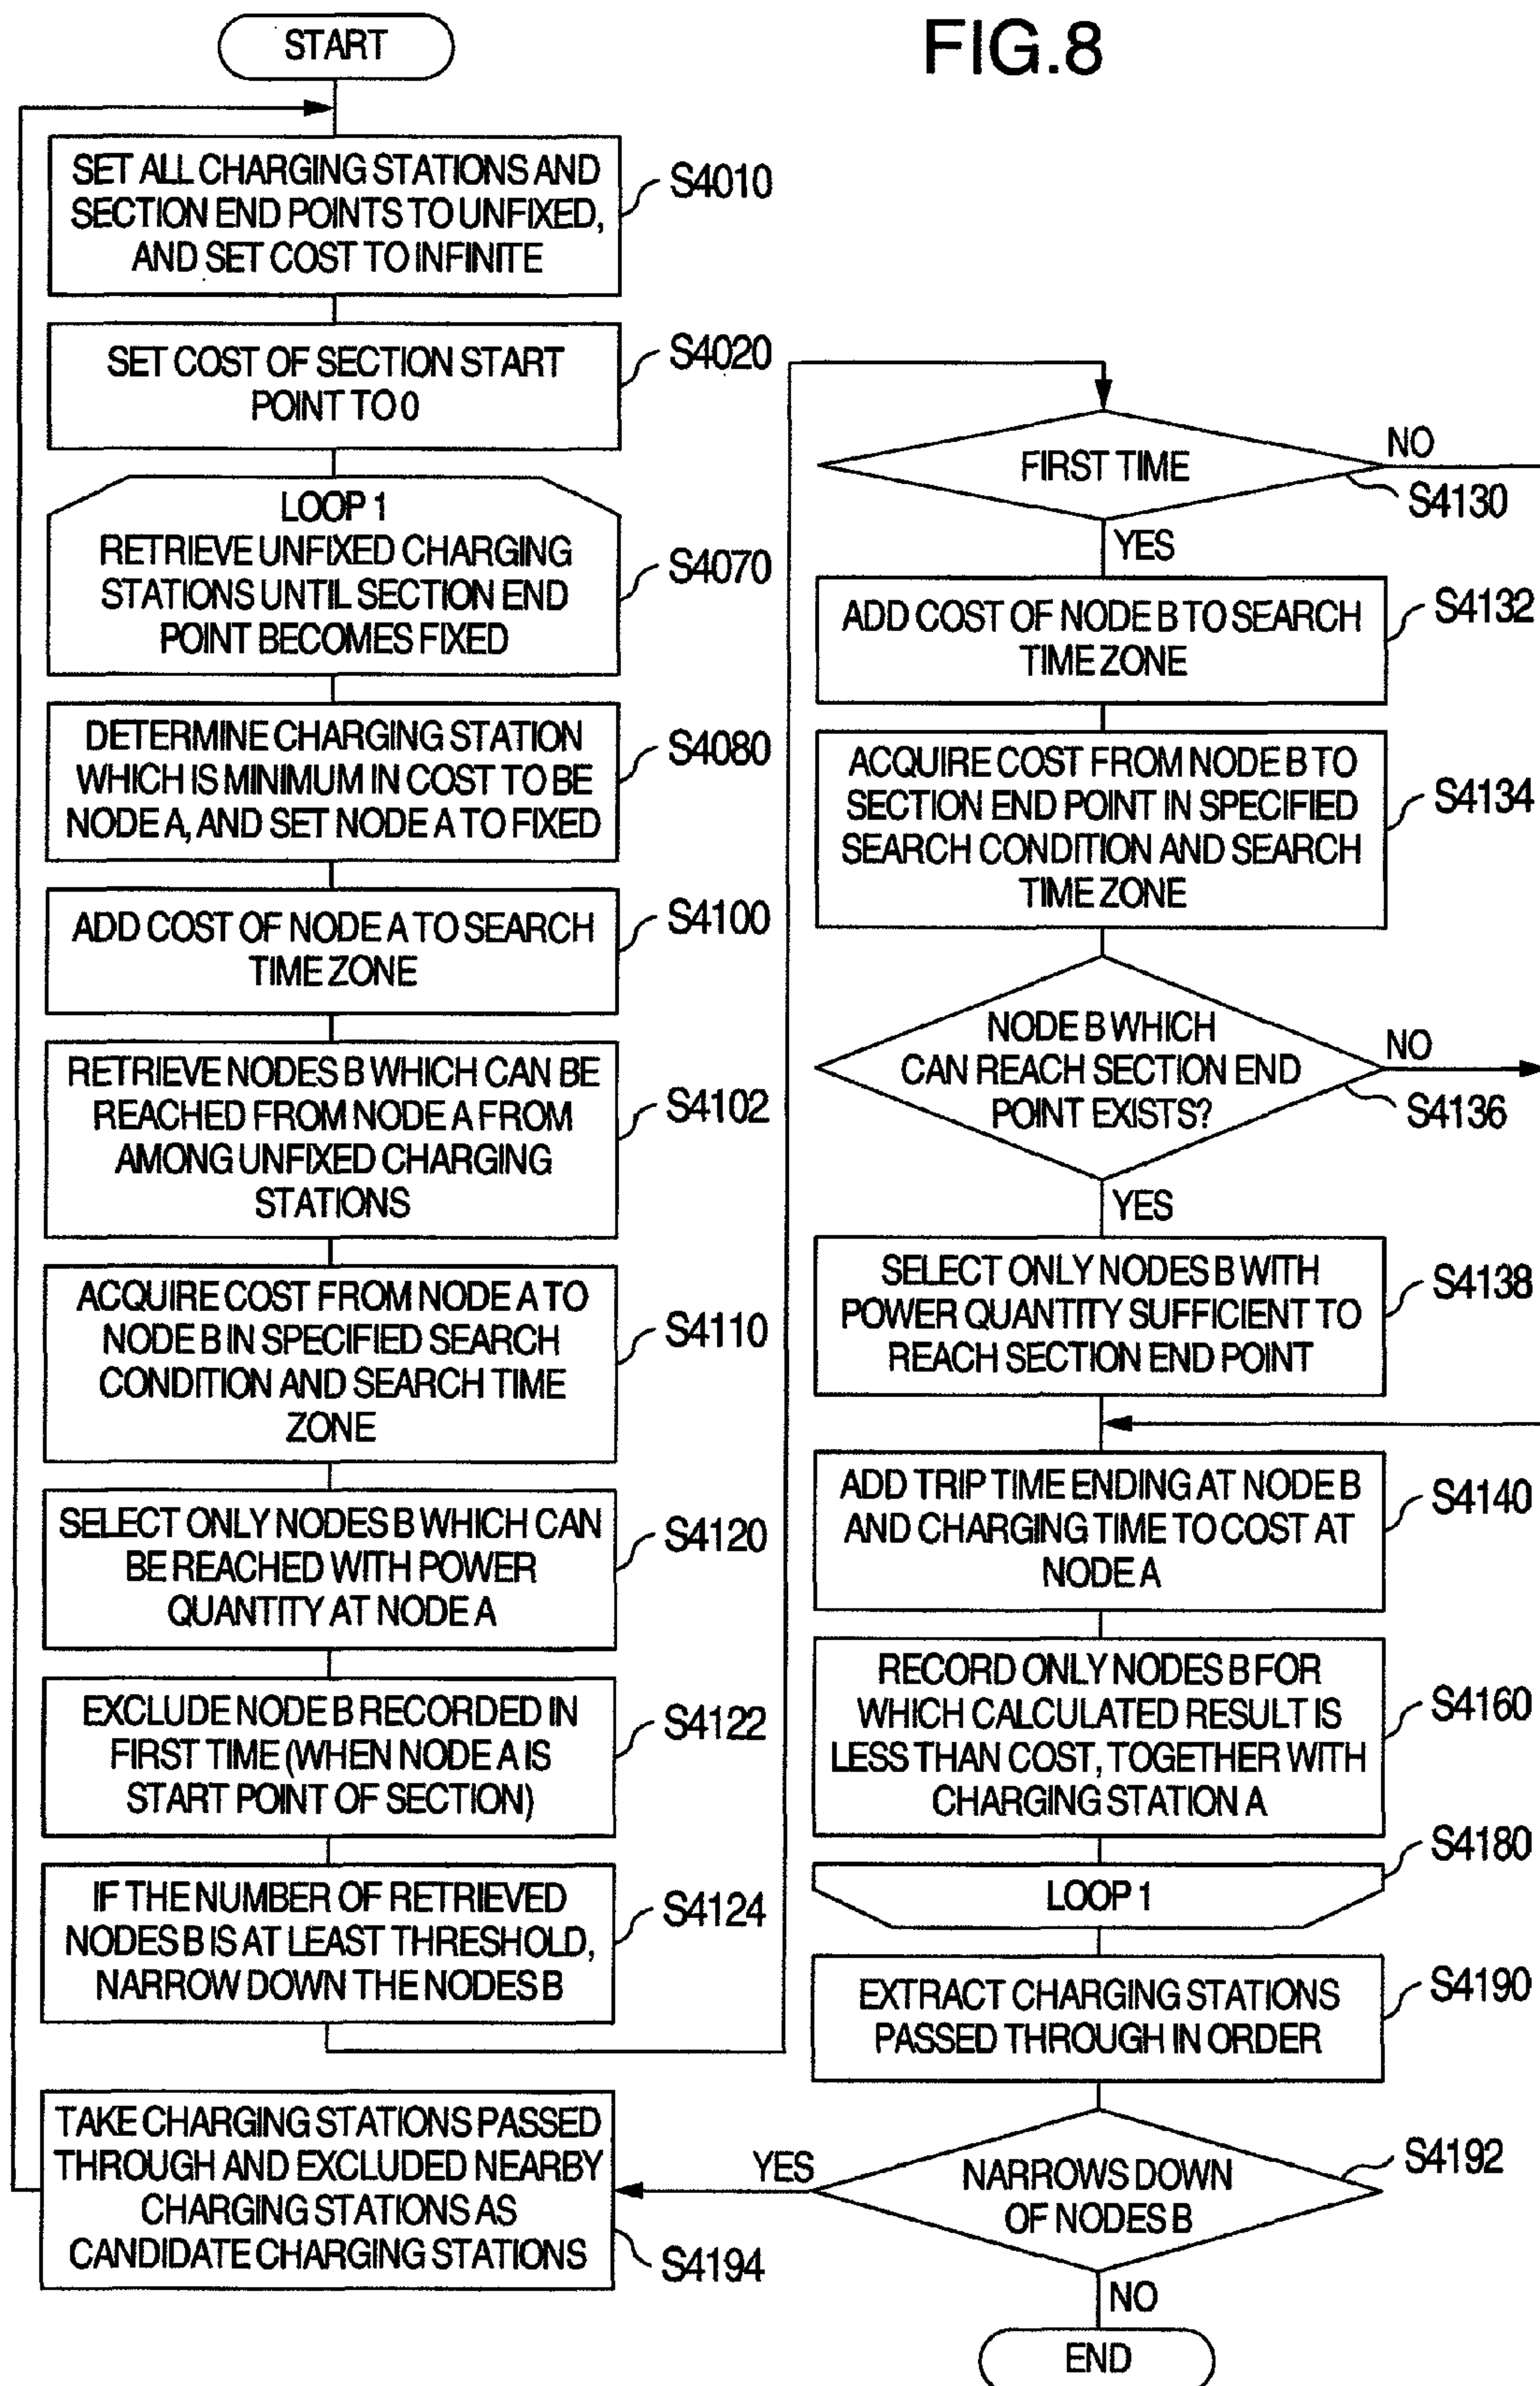 FIG.8
START
SET ALL CHARGING STATIONS AND
SECTION END POINTS TO UNFIXED,
AND SET COST TO INFINITE
S4010
SET COST OF SECTION START
POINT TO 0
S4020
LOOP 1
RETRIEVE UNFIXED CHARGING
STATIONS UNTIL SECTION END
POINT BECOMES FIXED
S4070
DETERMINE CHARGING STATION
WHICH IS MINIMUM IN COST TO BE
NODE A, AND SET NODE A TO FIXED
S4080
ADD COST OF NODE A TO SEARCH
TIME ZONE
S4100
RETRIEVE NODES B WHICH CAN BE
REACHED FROM NODE A FROM
AMONG UNFIXED CHARGING
STATIONS
S4102
ACQUIRE COST FROM NODE A TO
NODE B IN SPECIFIED SEARCH
CONDITION AND SEARCH TIME
ZONE
S4110
SELECT ONLY NODES B WHICH CAN
BE REACHED WITH POWER
QUANTITY AT NODE A
S4120
EXCLUDE NODE B RECORDED IN
FIRST TIME (WHEN NODE A IS
START POINT OF SECTION)
S4122
IF THE NUMBER OF RETRIEVED
NODES B IS AT LEAST THRESHOLD,
NARROW DOWN THE NODES B
S4124
FIRST TIME
NO
S4130
YES
ADD COST OF NODE B TO SEARCH
TIME ZONE
S4132
ACQUIRE COST FROM NODE B TO
SECTION END POINT IN SPECIFIED
SEARCH CONDITION AND SEARCH
TIME ZONE
S4134
NODE B WHICH
CAN REACH SECTION END
POINT EXISTS?
NO
S4136
YES
SELECT ONLY NODES B WITH
POWER QUANTITY SUFFICIENT TO
REACH SECTION END POINT
S4138
ADD TRIP TIME ENDING AT NODE B
AND CHARGING TIME TO COST AT
NODE A
S4140
RECORD ONLY NODES B FOR
WHICH CALCULATED RESULT IS
LESS THAN COST, TOGETHER WITH
CHARGING STATION A
S4160
LOOP 1
S4180
EXTRACT CHARGING STATIONS
PASSED THROUGH IN ORDER
S4190
NARROWS DOWN
OF NODES B
S4192
YES
TAKE CHARGING STATIONS PASSED
THROUGH AND EXCLUDED NEARBY
CHARGING STATIONS AS
CANDIDATE CHARGING STATIONS
S4194
NO
END